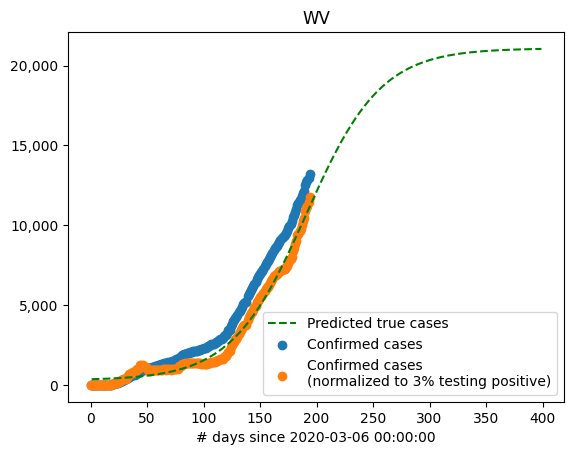 WV
20,000
15,000
10,000
5,000
0
Predicted true cases
Confirmed cases
Confirmed cases
(normalized to 3% testing positive)
0 50 100 150 200 250 300 350 400
# days since 2020-03-06 00:00:00